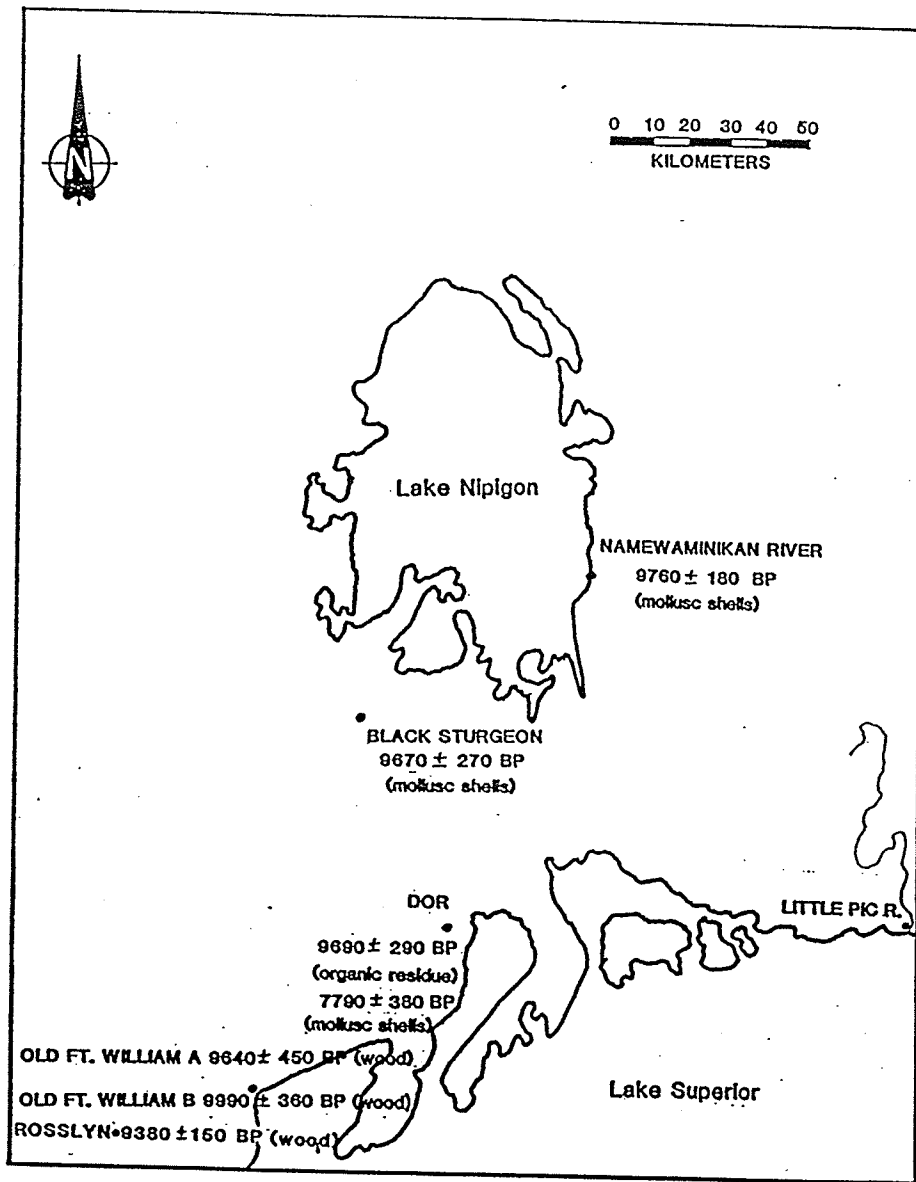 N
0 10 20 30 40 50
KILOMETERS
Lake Nipigon
NAMEWAMINIKAN RIVER
9760 ± 180 BP
(mollusc shells)
BLACK STURGEON
9670 ± 270 BP
(mollusc shells)
DOR
9690 ± 290 BP
(organic residue)
7790 ± 380 BP
(mollusc shells)
LITTLE PIC R.
OLD FT. WILLIAM A 9640 ± 450 BP (wood)
OLD FT. WILLIAM B 9990 ± 360 BP (wood)
ROSSLYN 9380 ± 150 BP (wood)
Lake Superior